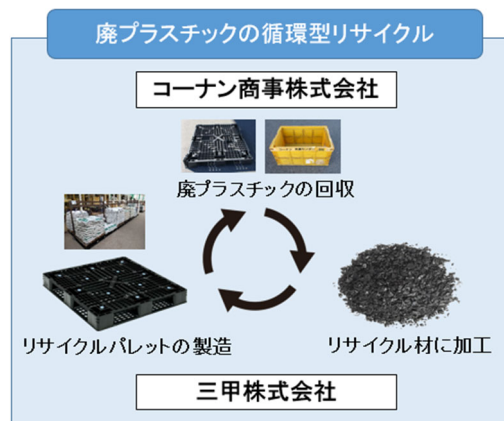 廃プラスチックの循環型リサイクル
コーナン商事株式会社
廃プラスチックの回収
リサイクルパレットの製造
リサイクル材に加工
三甲株式会社